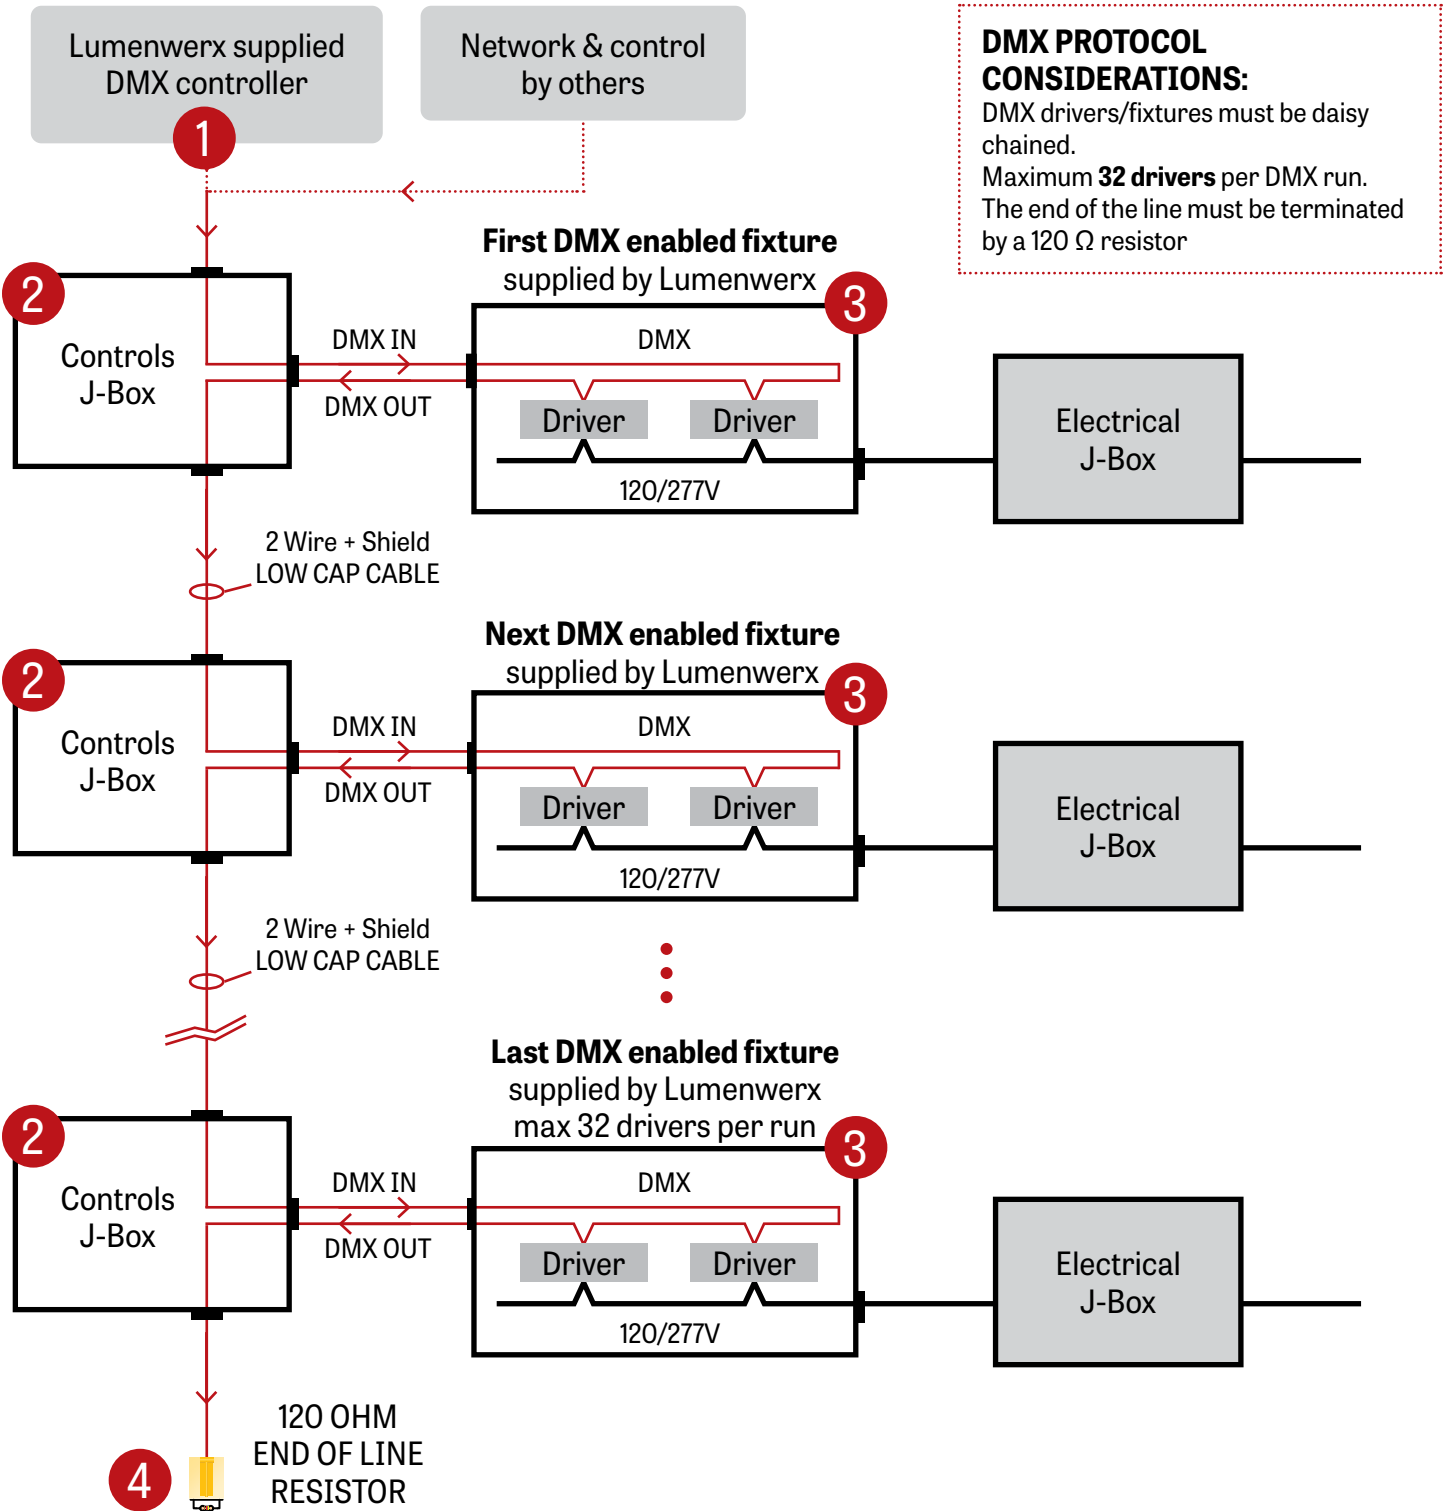 Lumenwerx supplied
DMX controller
1
Network & control
by others
DMX PROTOCOL
CONSIDERATIONS:
DMX drivers/fixtures must be daisy
chained.
Maximum 32 drivers per DMX run.
The end of the line must be terminated
by a 120 Ω resistor
First DMX enabled fixture
supplied by Lumenwerx
2
Controls
J-Box
DMX IN
DMX OUT
3
DMX
Driver
Driver
120/277V
Electrical
J-Box
2 Wire + Shield
LOW CAP CABLE
Next DMX enabled fixture
supplied by Lumenwerx
2
Controls
J-Box
DMX IN
DMX OUT
3
DMX
Driver
Driver
120/277V
Electrical
J-Box
2 Wire + Shield
LOW CAP CABLE
Last DMX enabled fixture
supplied by Lumenwerx
max 32 drivers per run
2
Controls
J-Box
DMX IN
DMX OUT
3
DMX
Driver
Driver
120/277V
Electrical
J-Box
4
120 OHM
END OF LINE
RESISTOR